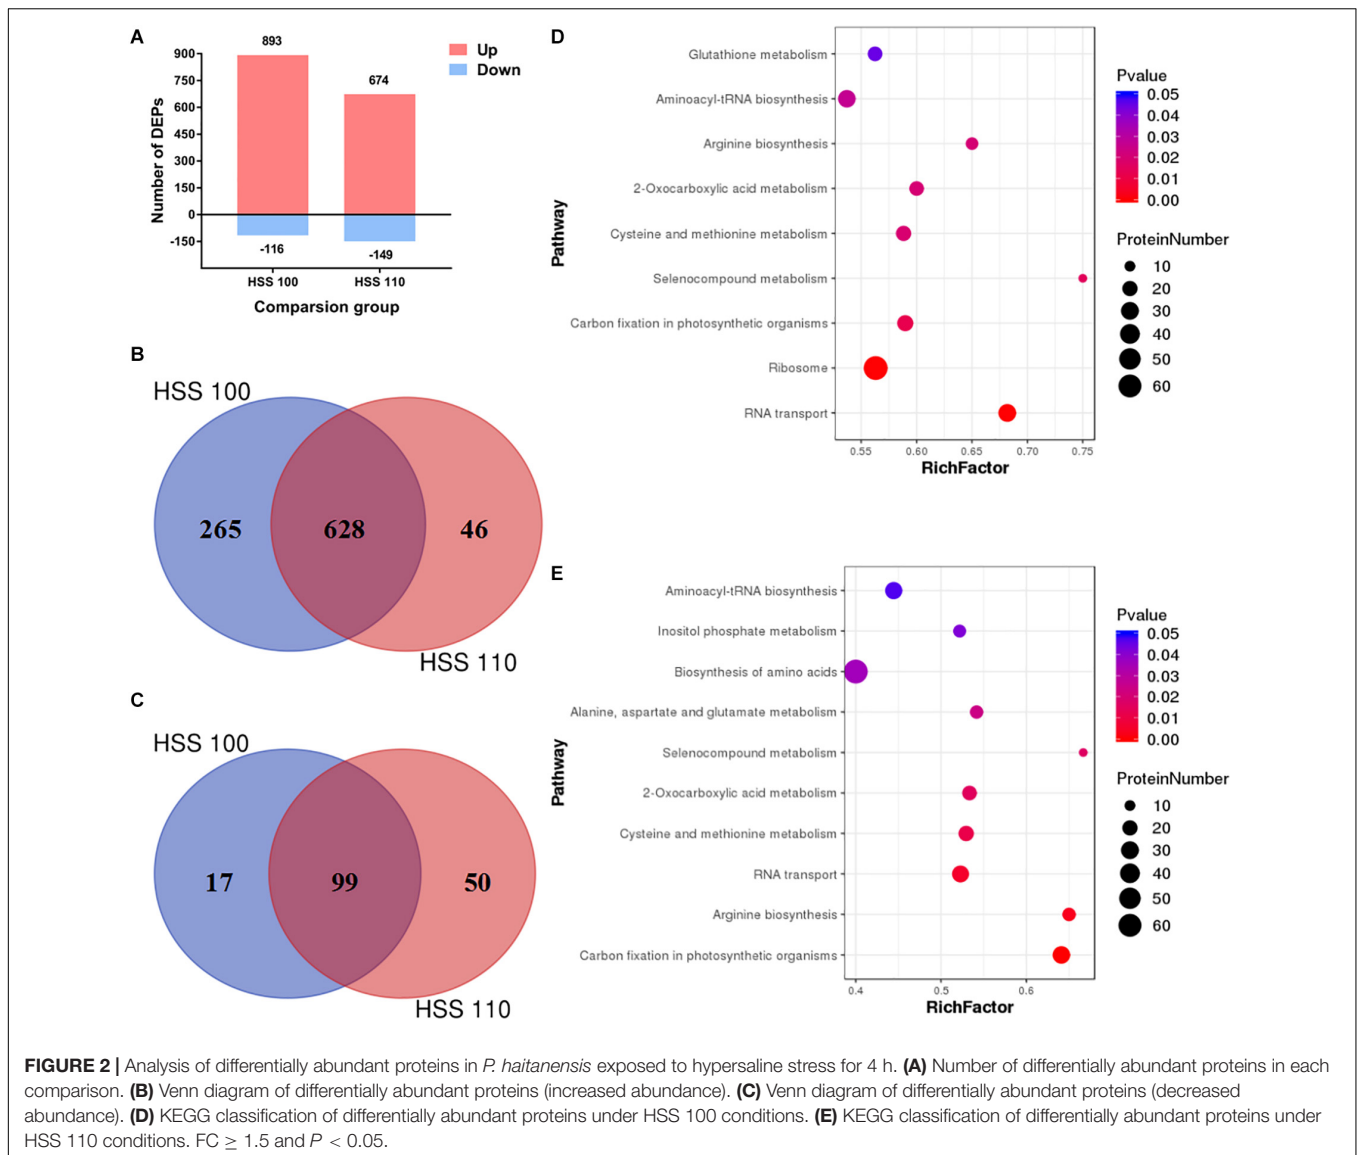 A
893
674
900
750
600
450
300
150
0
-150
-116
-149
HSS 100
HSS 110
Number of DEPs
Comparsion group
Up
Down
B
HSS 100
265
628
46
HSS 110
C
HSS 100
17
99
50
HSS 110
D
Glutathione metabolism
Aminoacyl-tRNA biosynthesis
Arginine biosynthesis
2-Oxocarboxylic acid metabolism
Cysteine and methionine metabolism
Selenocompound metabolism
Carbon fixation in photosynthetic organisms
Ribosome
RNA transport
Pathway
0.55
0.60
0.65
0.70
0.75
RichFactor
Pvalue
0.05
0.04
0.03
0.02
0.01
0.00
ProteinNumber
10
20
30
40
50
60
E
Aminoacyl-tRNA biosynthesis
Inositol phosphate metabolism
Biosynthesis of amino acids
Alanine, aspartate and glutamate metabolism
Selenocompound metabolism
2-Oxocarboxylic acid metabolism
Cysteine and methionine metabolism
RNA transport
Arginine biosynthesis
Carbon fixation in photosynthetic organisms
Pathway
0.4
0.5
0.6
RichFactor
Pvalue
0.05
0.04
0.03
0.02
0.01
0.00
ProteinNumber
10
20
30
40
50
60
FIGURE 2 | Analysis of differentially abundant proteins in P. haitanensis exposed to hypersaline stress for 4 h. (A) Number of differentially abundant proteins in each
comparison. (B) Venn diagram of differentially abundant proteins (increased abundance). (C) Venn diagram of differentially abundant proteins (decreased
abundance). (D) KEGG classification of differentially abundant proteins under HSS 100 conditions. (E) KEGG classification of differentially abundant proteins under
HSS 110 conditions. FC ≥ 1.5 and P < 0.05.